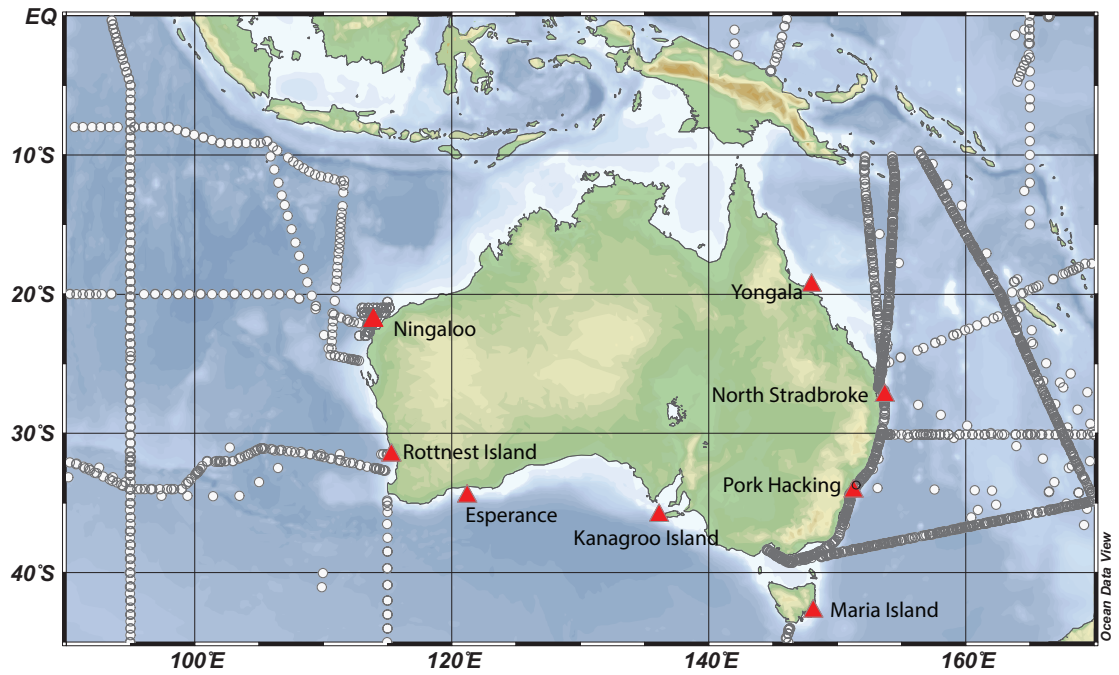 EQ
10˚S
Yongala
20˚S
Ningaloo
North Stradbroke
30˚S
Rottnest Island
Pork Hacking
Esperance
Kanagroo Island
40˚S
Maria Island
Ocean Data View
100˚E
120˚E
140˚E
160˚E